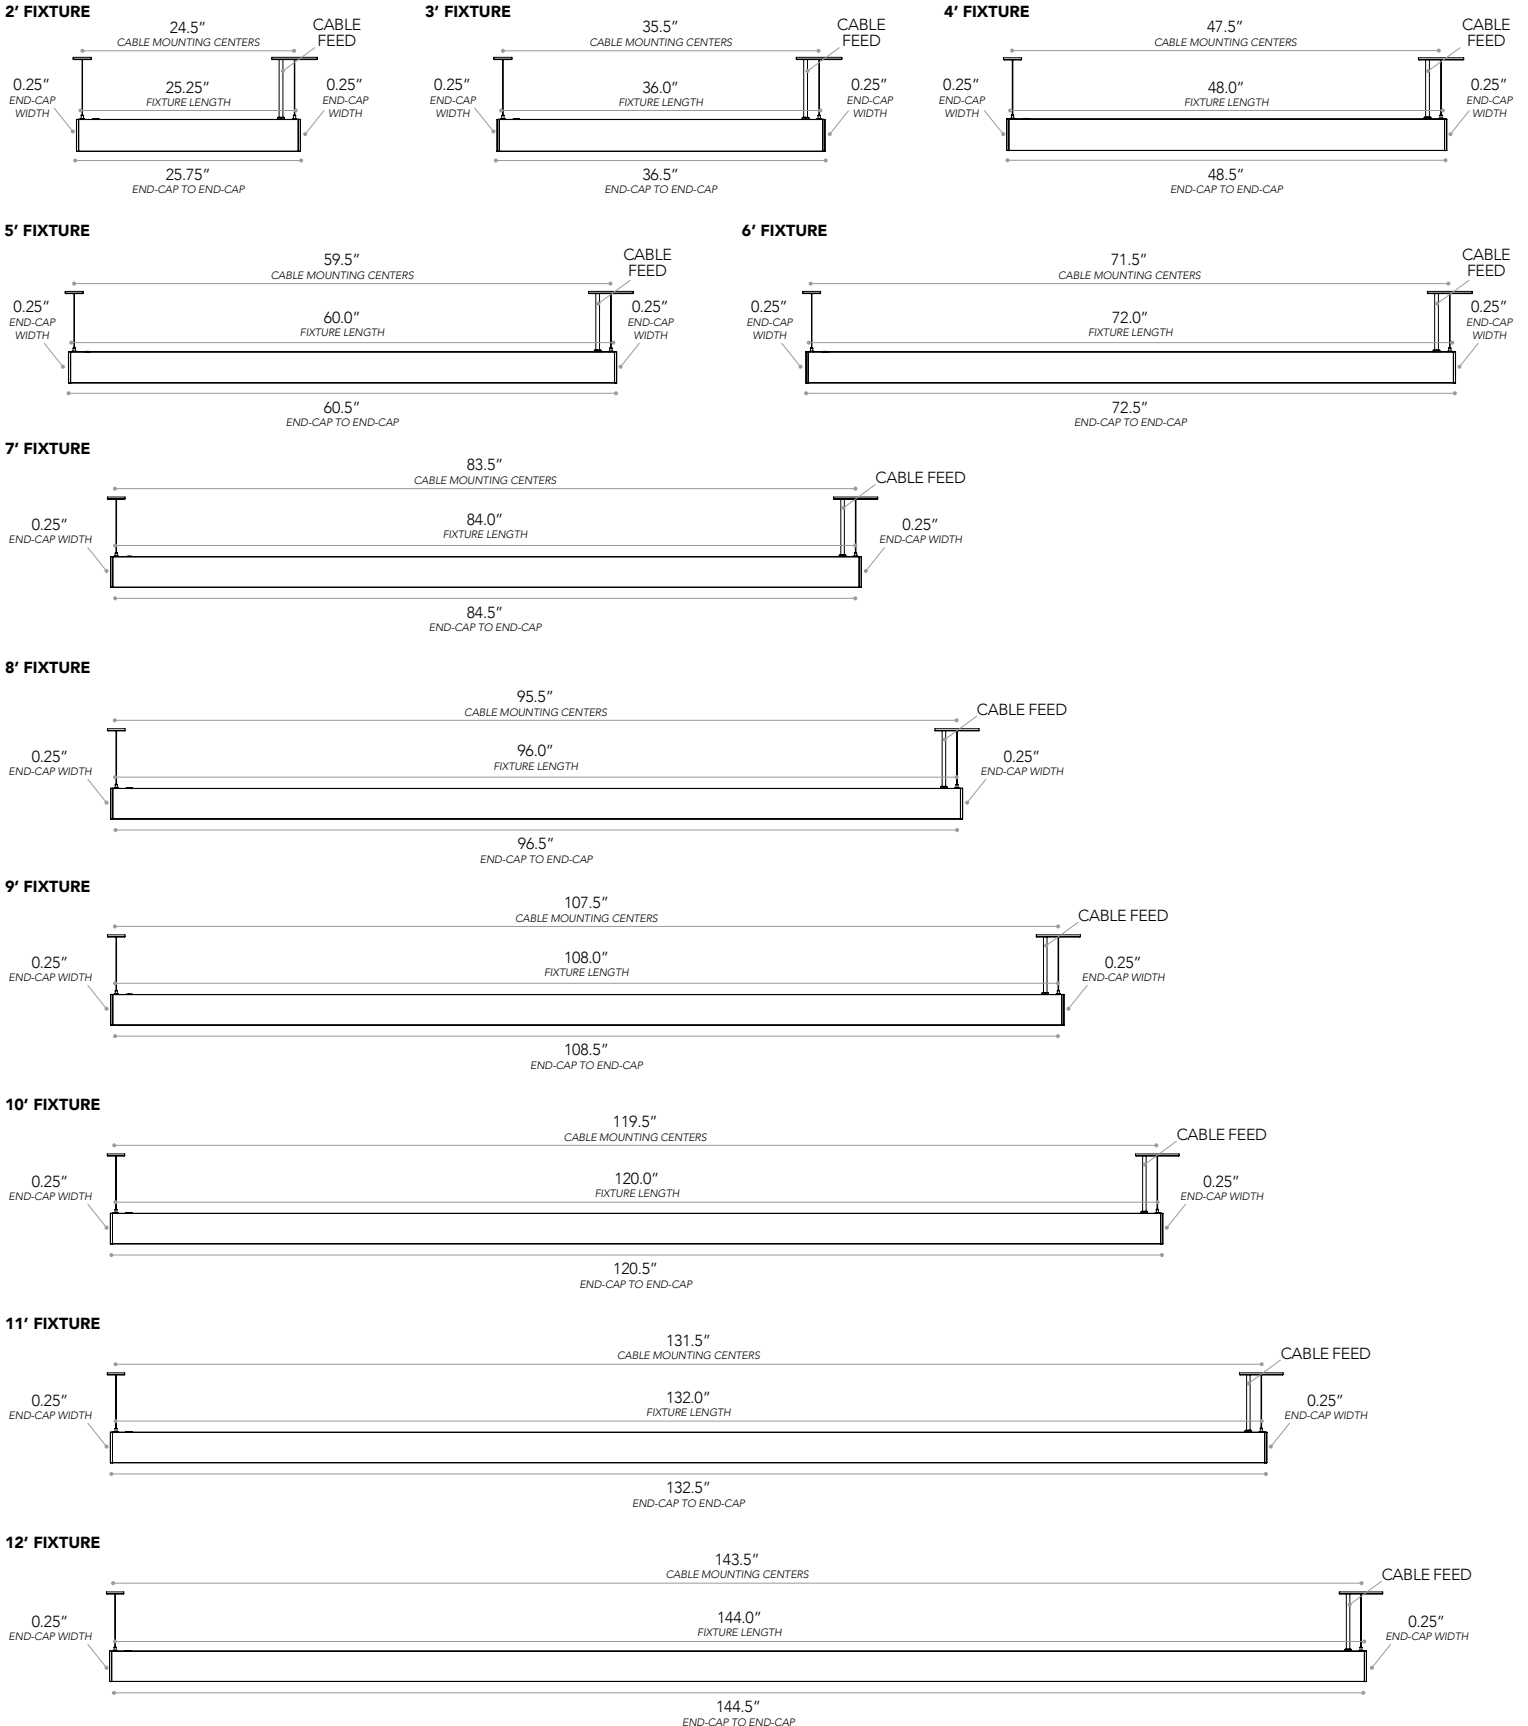 2’ FIXTURE
24.5”
CABLE MOUNTING CENTERS
CABLE
FEED
0.25”
END-CAP
WIDTH
25.25”
FIXTURE LENGTH
0.25”
END-CAP
WIDTH
25.75”
END-CAP TO END-CAP
3’ FIXTURE
35.5”
CABLE MOUNTING CENTERS
CABLE
FEED
0.25”
END-CAP
WIDTH
36.0”
FIXTURE LENGTH
0.25”
END-CAP
WIDTH
36.5”
END-CAP TO END-CAP
4’ FIXTURE
47.5”
CABLE MOUNTING CENTERS
CABLE
FEED
0.25”
END-CAP
WIDTH
48.0”
FIXTURE LENGTH
0.25”
END-CAP
WIDTH
48.5”
END-CAP TO END-CAP
5’ FIXTURE
59.5”
CABLE MOUNTING CENTERS
CABLE
FEED
0.25”
END-CAP
WIDTH
60.0”
FIXTURE LENGTH
0.25”
END-CAP
WIDTH
60.5”
END-CAP TO END-CAP
6’ FIXTURE
71.5”
CABLE MOUNTING CENTERS
CABLE
FEED
0.25”
END-CAP
WIDTH
72.0”
FIXTURE LENGTH
0.25”
END-CAP
WIDTH
72.5”
END-CAP TO END-CAP
7’ FIXTURE
83.5”
CABLE MOUNTING CENTERS
CABLE FEED
0.25”
END-CAP WIDTH
84.0”
FIXTURE LENGTH
0.25”
END-CAP WIDTH
84.5”
END-CAP TO END-CAP
8’ FIXTURE
95.5”
CABLE MOUNTING CENTERS
CABLE FEED
0.25”
END-CAP WIDTH
96.0”
FIXTURE LENGTH
0.25”
END-CAP WIDTH
96.5”
END-CAP TO END-CAP
9’ FIXTURE
107.5”
CABLE MOUNTING CENTERS
CABLE FEED
0.25”
END-CAP WIDTH
108.0”
FIXTURE LENGTH
0.25”
END-CAP WIDTH
108.5”
END-CAP TO END-CAP
10’ FIXTURE
119.5”
CABLE MOUNTING CENTERS
CABLE FEED
0.25”
END-CAP WIDTH
120.0”
FIXTURE LENGTH
0.25”
END-CAP WIDTH
120.5”
END-CAP TO END-CAP
11’ FIXTURE
131.5”
CABLE MOUNTING CENTERS
CABLE FEED
0.25”
END-CAP WIDTH
132.0”
FIXTURE LENGTH
0.25”
END-CAP WIDTH
132.5”
END-CAP TO END-CAP
12’ FIXTURE
143.5”
CABLE MOUNTING CENTERS
CABLE FEED
0.25”
END-CAP WIDTH
144.0”
FIXTURE LENGTH
0.25”
END-CAP WIDTH
144.5”
END-CAP TO END-CAP